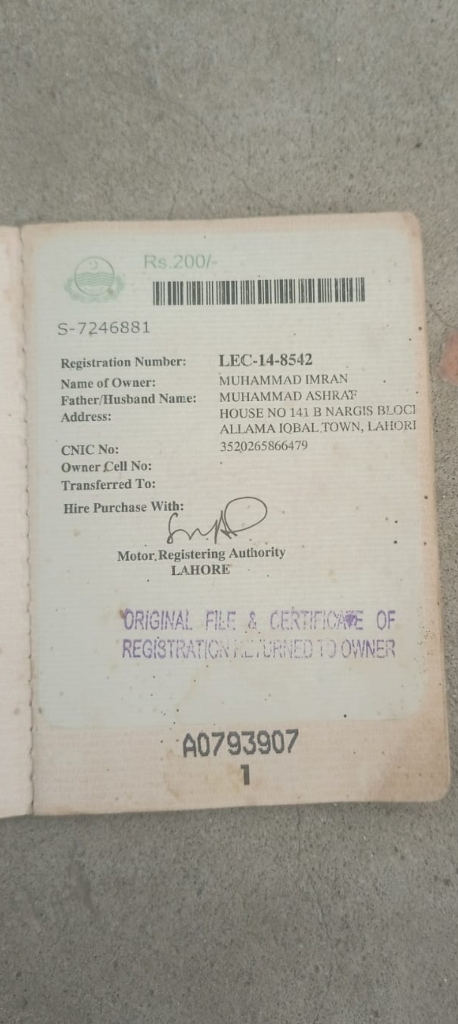 Rs.200/-
S-7246881
Registration Number: LEC-14-8542
Name of Owner: MUHAMMAD IMRAN
Father/Husband Name: MUHAMMAD ASHRAF
Address: HOUSE NO 141 B NARGIS BLOC
ALLAMA IQBAL TOWN, LAHOR
CNIC No: 3520265866479
Owner Cell No:
Transferred To:
Hire Purchase With:
Motor Registering Authority
LAHORE
ORIGINAL FILE & CERTIFICATE OF
REGISTRATION RETURNED TO OWNER
A0793907
1